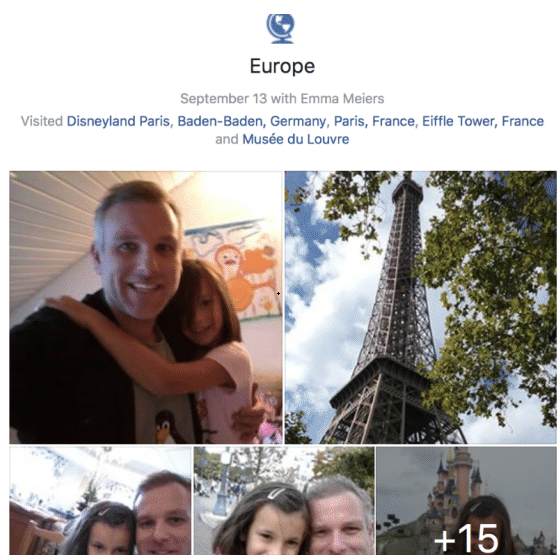 Europe
September 13 with Emma Meiers
Visited Disneyland Paris, Baden-Baden, Germany, Paris, France, Eiffle Tower, France
and Musée du Louvre
+15